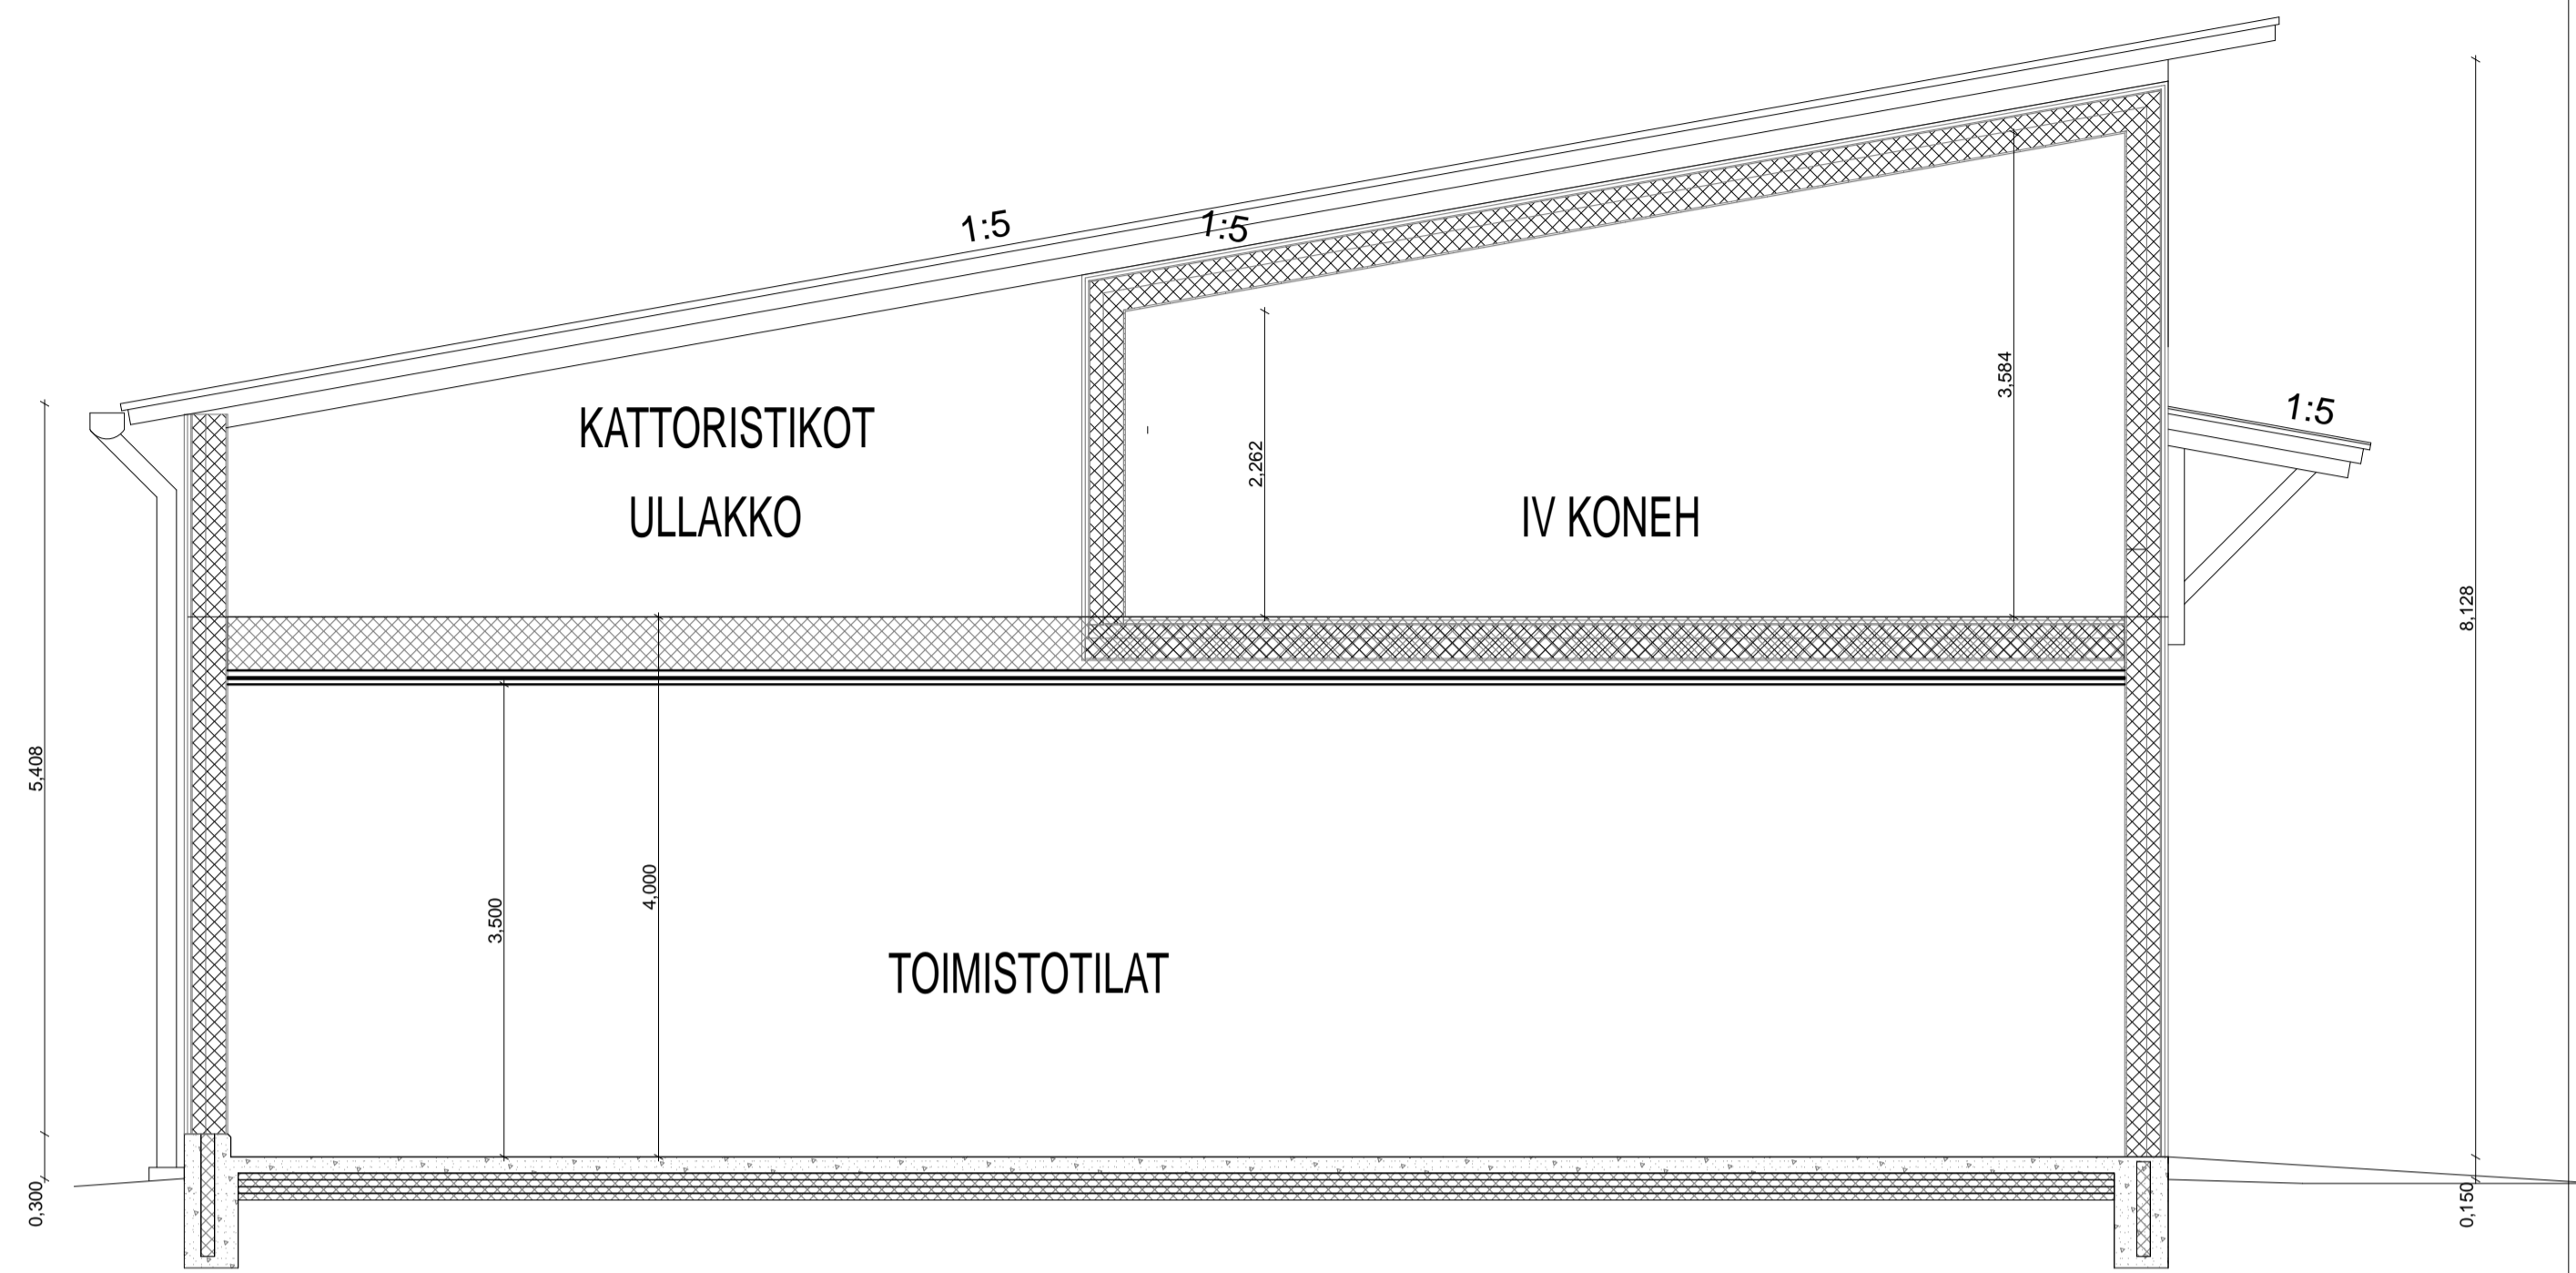 1:5
1:5
1:5
KATTORISTIKOT
ULLAKKO
IV KONEH
TOIMISTOTILAT
5,408
0,300
3,500
4,000
2,262
3,584
8,128
0,150